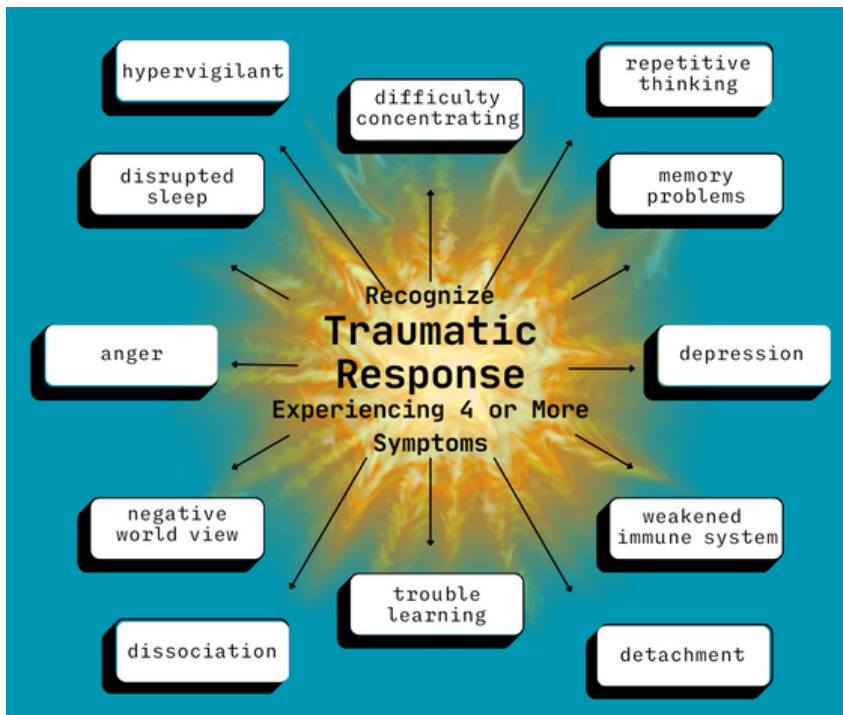 hypervigilant
difficulty
concentrating
repetitive
thinking
disrupted
sleep
memory
problems
Recognize
Traumatic
Response
Experiencing 4 or More
Symptoms
anger
depression
negative
world view
weakened
immune system
trouble
learning
dissociation
detachment